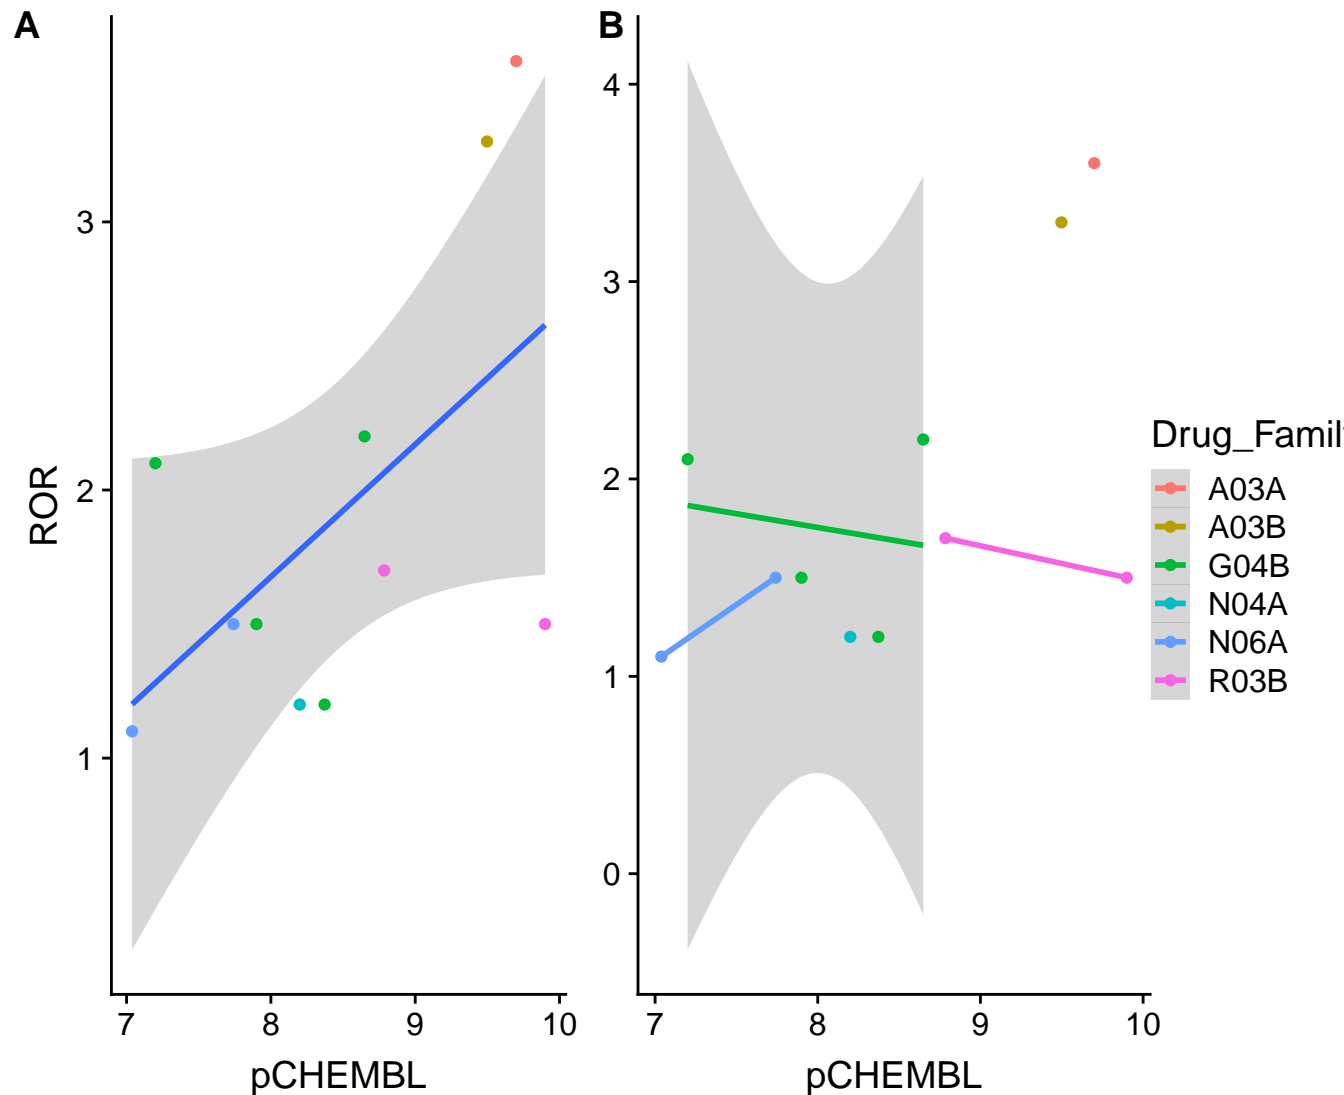 A
ROR
3
2
1
7 8 9 10
pCHEMBL
B
4
3
2
1
0
7 8 9 10
pCHEMBL
Drug_Famil
A03A
A03B
G04B
N04A
N06A
R03B